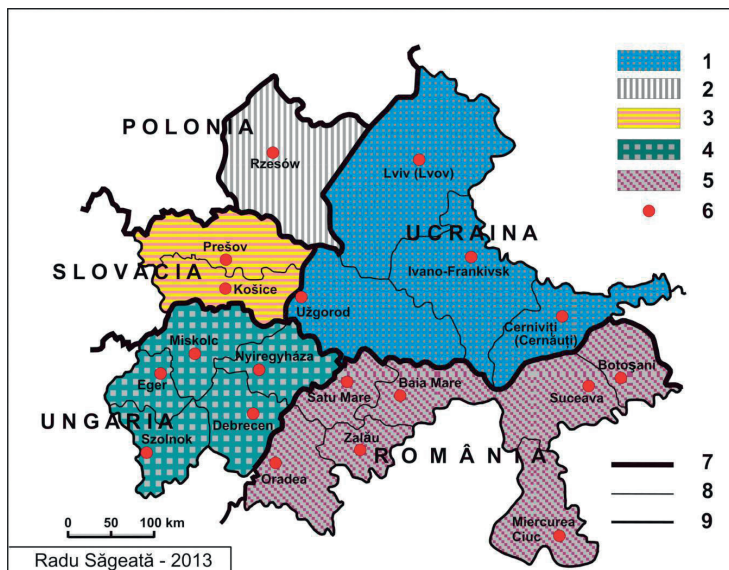 POLONIA
Rzesów
Lviv (Lvov)
UCRAINA
Ivano-Frankivsk
Prešov
SLOVACIA
Košice
Užgorod
Cerniviti
(Cernăuți)
Miskolc
Nyiregyháza
Eger
UNGARIA
Debrecen
Szolnok
Satu Mare
Baia Mare
Botoşani
Suceava
Zalău
ROMÂNIA
Oradea
Miercurea
Ciuc
1
2
3
4
5
6
7
8
9
0 50 100 km
Radu Săgeată - 2013